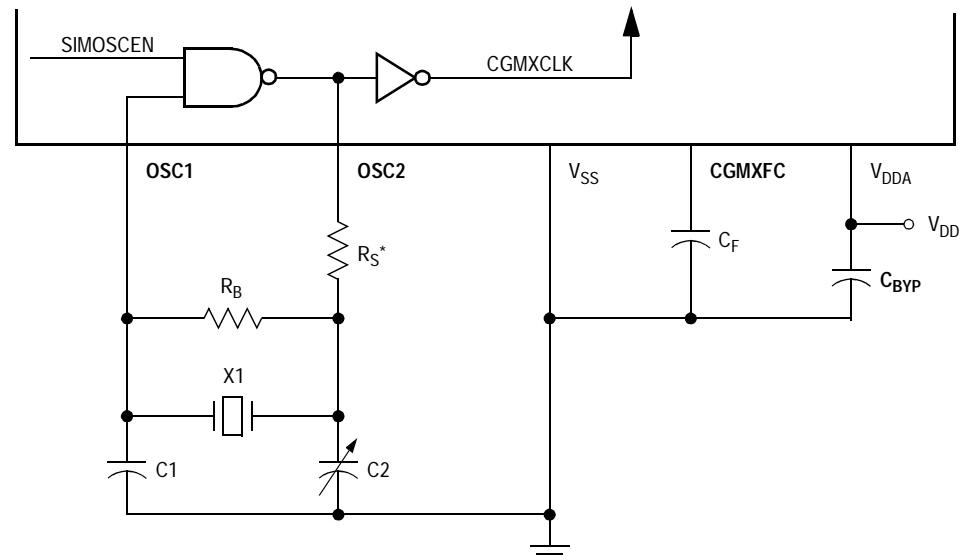 SIMOSCEN
CGMXCLK
OSC1
OSC2
VSS
CGMXFC
VDDA
VDD
RS*
CF
CBYP
RB
X1
C1
C2